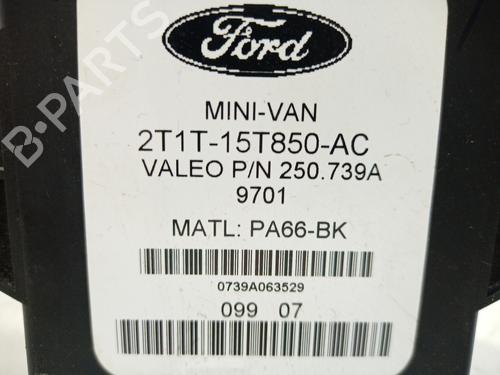 B-PARTS
Ford
MINI-VAN
2T1T-15T850-AC
VALEO P/N 250.739A
9701
MATL: PA66-BK
0739A063529
099 07